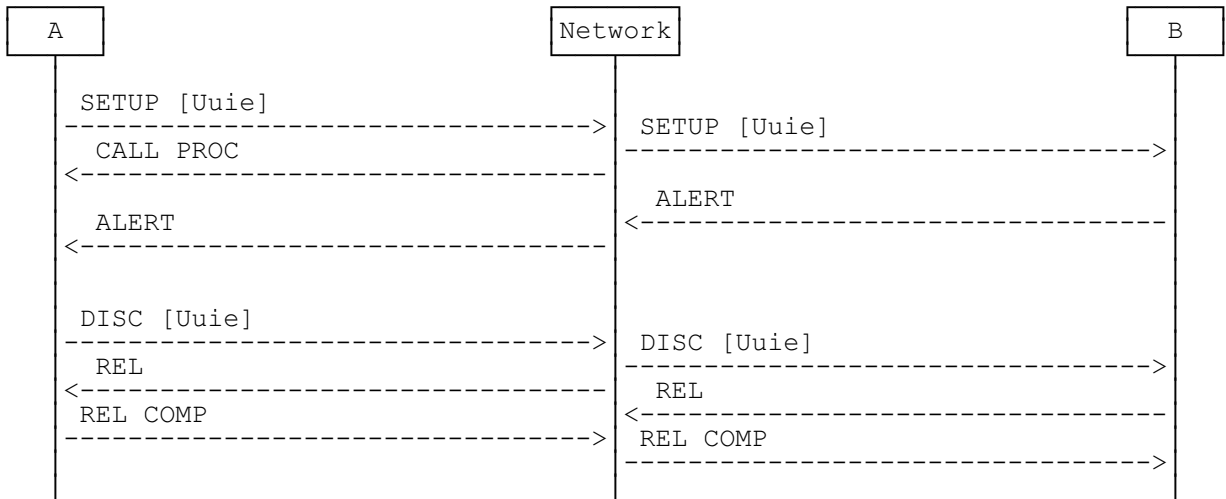 A Network B
SETUP [Uuie]
SETUP [Uuie]
CALL PROC
ALERT
ALERT
DISC [Uuie]
DISC [Uuie]
REL
REL
REL COMP
REL COMP